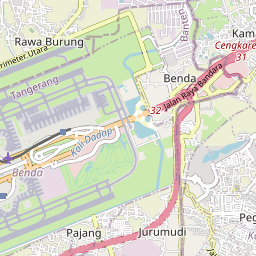 Rawa Burung
Kam
Cengkare
31
Banten
Perimeter Utara
Benda
Tangerang
32
Jalan Raya Bandara
Kali Dadap
Benda
Peg
Pajang
Jurumudi